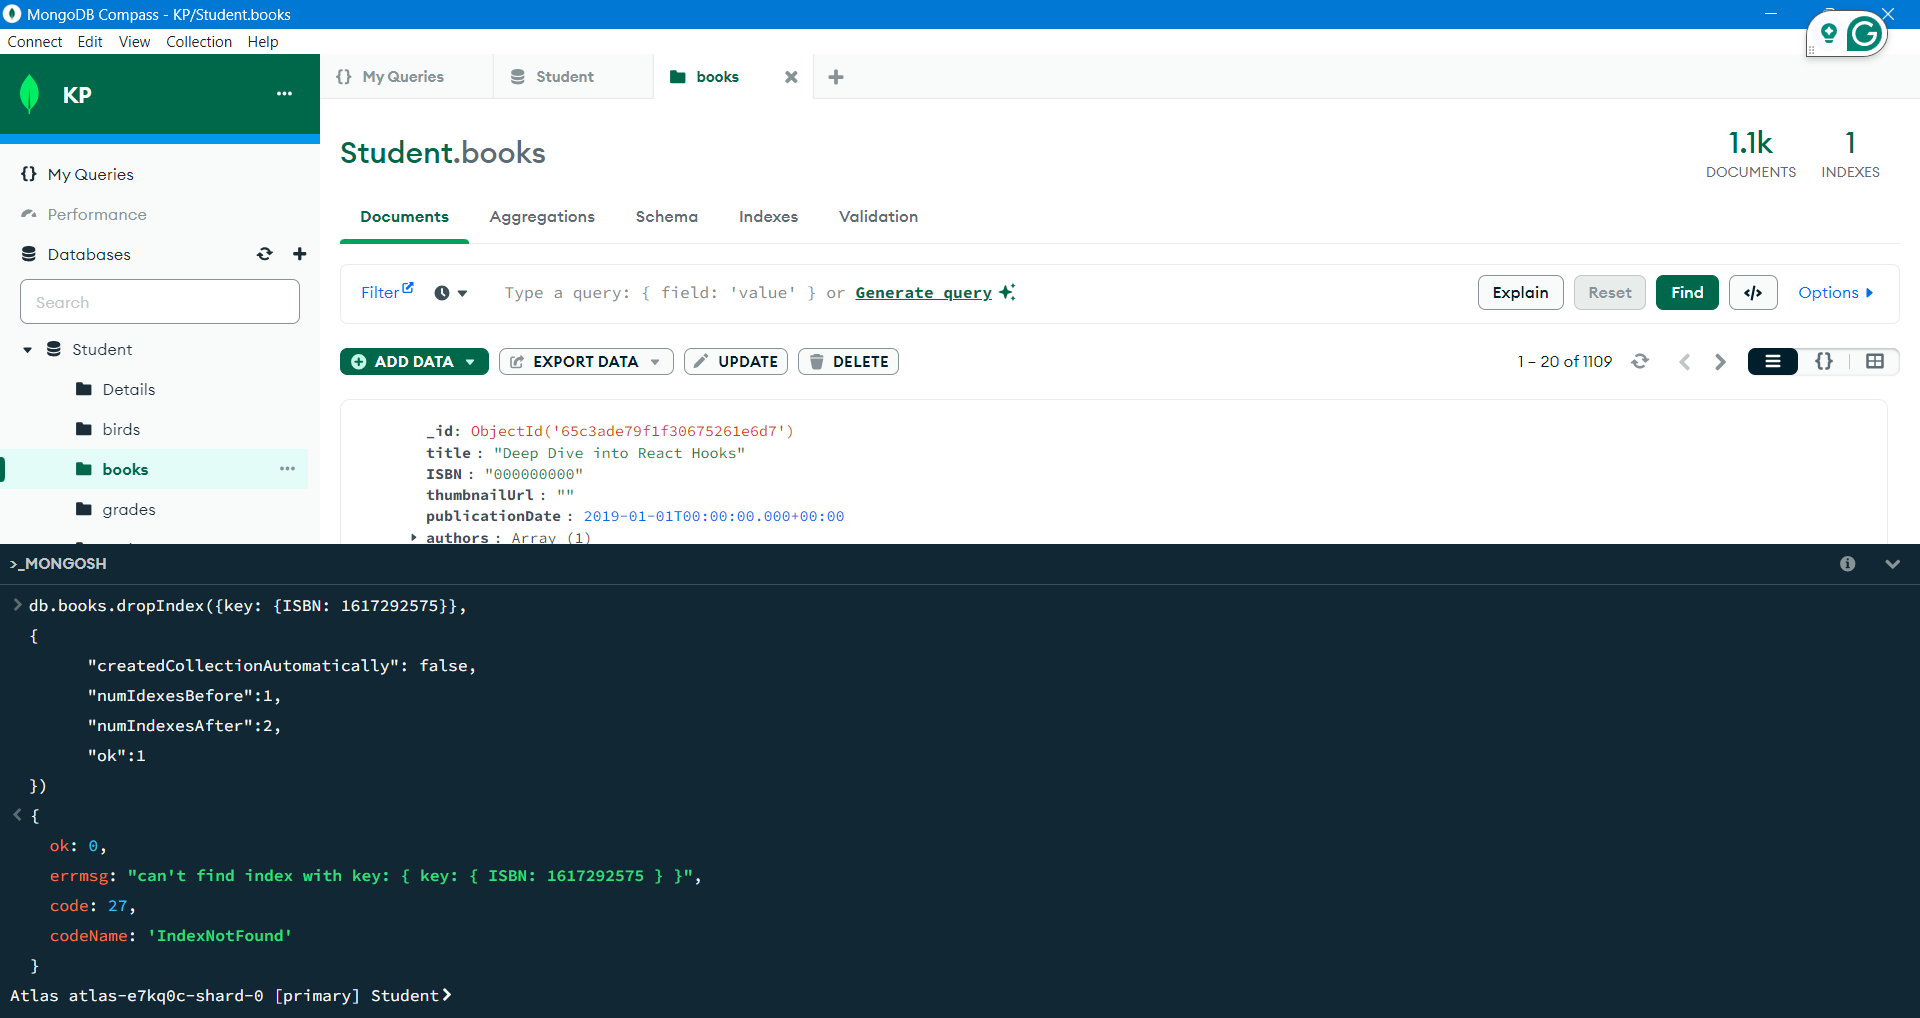 MongoDB Compass - KP/Student.books
Connect Edit View Collection Help
KP
My Queries
Student
books
Student.books
1.1k
DOCUMENTS
1
INDEXES
My Queries
Performance
Databases
Search
Student
Details
birds
books
grades
Documents Aggregations Schema Indexes Validation
Filter Type a query: { field: 'value' } or Generate query Explain Reset Find </> Options
ADD DATA EXPORT DATA UPDATE DELETE 1 – 20 of 1109 {}
_id: ObjectId('65c3ade79f1f30675261e6d7')
title : "Deep Dive into React Hooks"
ISBN : "000000000"
thumbnailUrl : ""
publicationDate : 2019-01-01T00:00:00.000+00:00
authors : Array (1)
>_MONGOSH
> db.books.dropIndex({key: {ISBN: 1617292575}},
{
"createdCollectionAutomatically": false,
"numIdexesBefore":1,
"numIndexesAfter":2,
"ok":1
})
< {
ok: 0,
errmsg: "can't find index with key: { key: { ISBN: 1617292575 } }",
code: 27,
codeName: 'IndexNotFound'
}
Atlas atlas-e7kq0c-shard-0 [primary] Student>